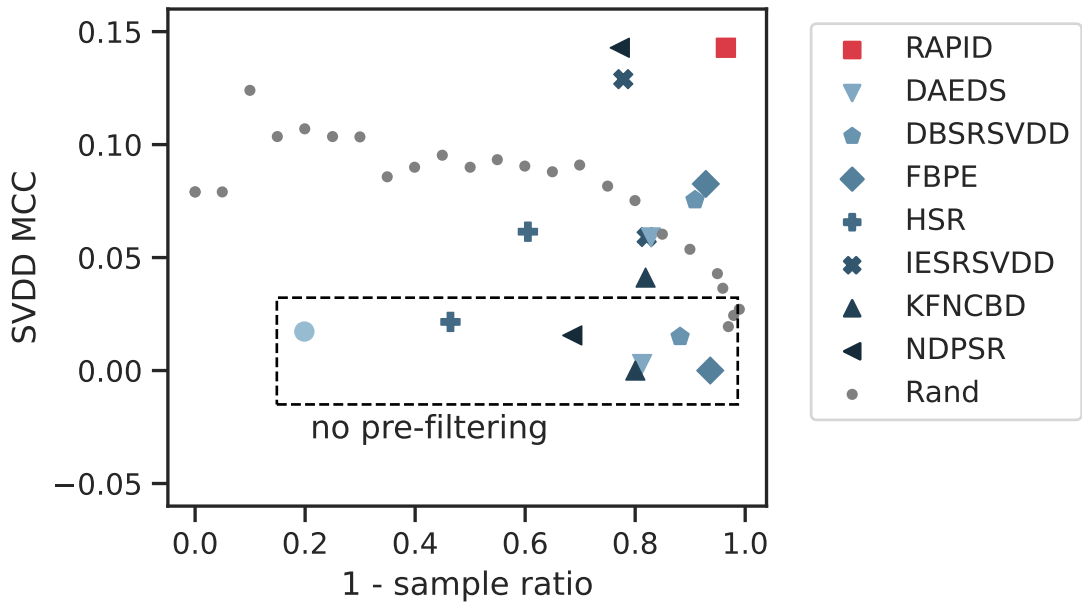 SVDD MCC
0.15
0.10
0.05
0.00
−0.05
no pre-filtering
0.0 0.2 0.4 0.6 0.8 1.0
1 - sample ratio
RAPID
DAEDS
DBSRSVDD
FBPE
HSR
IESRSVDD
KFNCBD
NDPSR
Rand